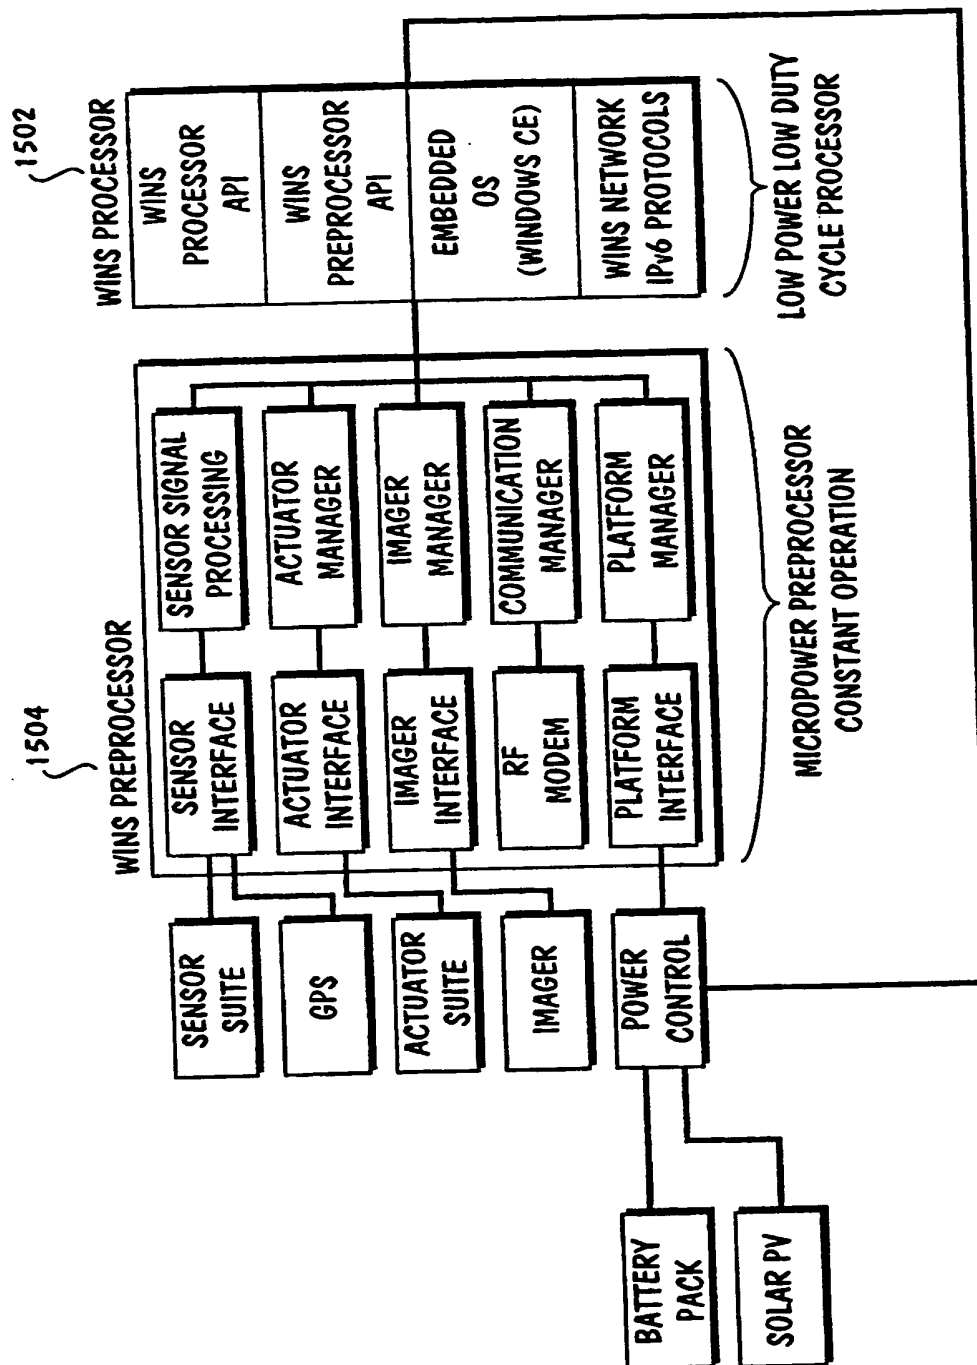 1502
WINS PROCESSOR
WINS
PROCESSOR
API
WINS
PREPROCESSOR
API
EMBEDDED
OS
(WINDOWS CE)
WINS NETWORK
IPv6 PROTOCOLS
LOW POWER LOW DUTY
CYCLE PROCESSOR
1504
WINS PREPROCESSOR
SENSOR
INTERFACE
SENSOR SIGNAL
PROCESSING
ACTUATOR
INTERFACE
ACTUATOR
MANAGER
IMAGER
INTERFACE
IMAGER
MANAGER
RF
MODEM
COMMUNICATION
MANAGER
PLATFORM
INTERFACE
PLATFORM
MANAGER
MICROPOWER PREPROCESSOR
CONSTANT OPERATION
SENSOR
SUITE
GPS
ACTUATOR
SUITE
IMAGER
POWER
CONTROL
BATTERY
PACK
SOLAR PV